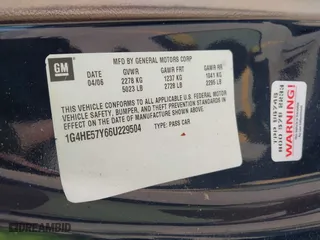 GM
MFD BY GENERAL MOTORS CORP
DATE GVWR GAWR FRT GAWR RR
04/06 2278 KG 1237 KG 1041 KG
5023 LB 2728 LB 2295 LB
THIS VEHICLE CONFORMS TO ALL APPLICABLE U.S. FEDERAL MOTOR
VEHICLE SAFETY, BUMPER, AND THEFT PREVENTION STANDARDS
IN EFFECT ON THE DATE OF MANUFACTURE SHOWN ABOVE.
1G4HE57Y66U229504 TYPE: PASS CAR
DREAMBID